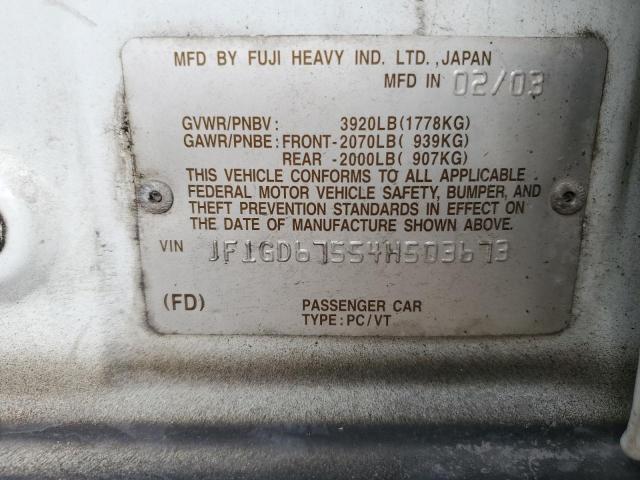 MFD BY FUJI HEAVY IND. LTD., JAPAN
MFD IN 02/03
GVWR/PNBV: 3920LB(1778KG)
GAWR/PNBE: FRONT-2070LB( 939KG)
REAR -2000LB( 907KG)
THIS VEHICLE CONFORMS TO ALL APPLICABLE
FEDERAL MOTOR VEHICLE SAFETY, BUMPER, AND
THEFT PREVENTION STANDARDS IN EFFECT ON
THE DATE OF MANUFACTURE SHOWN ABOVE.
VIN JF1GD67554H503673
(FD) PASSENGER CAR
TYPE: PC/VT